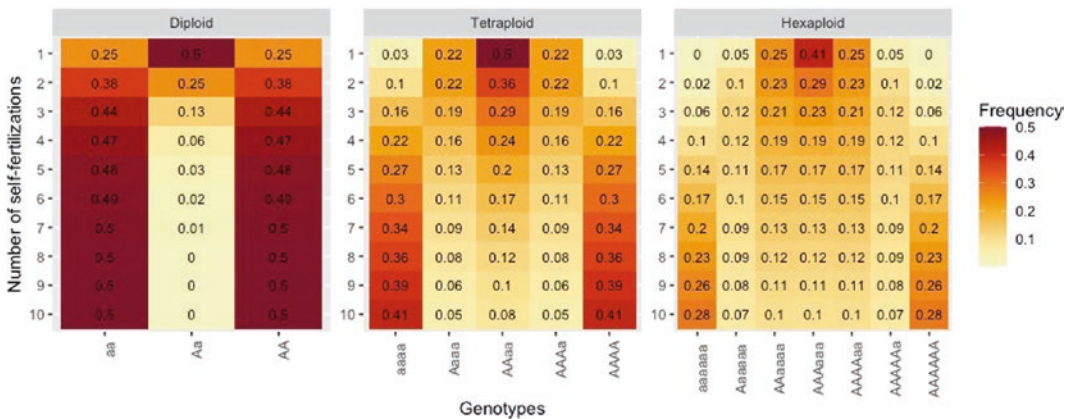 Diploid Tetraploid Hexaploid
Number of self-fertilizations
1 0.25 0.5 0.25 0.03 0.22 0.5 0.22 0.03 0 0.05 0.25 0.41 0.25 0.05 0
2 0.38 0.25 0.38 0.1 0.22 0.36 0.22 0.1 0.02 0.1 0.23 0.29 0.23 0.1 0.02
3 0.44 0.13 0.44 0.16 0.19 0.29 0.19 0.16 0.06 0.12 0.21 0.23 0.21 0.12 0.06
4 0.47 0.06 0.47 0.22 0.16 0.24 0.16 0.22 0.1 0.12 0.19 0.19 0.19 0.12 0.1
5 0.48 0.03 0.48 0.27 0.13 0.2 0.13 0.27 0.14 0.11 0.17 0.17 0.17 0.11 0.14
6 0.49 0.02 0.49 0.3 0.11 0.17 0.11 0.3 0.17 0.1 0.15 0.15 0.15 0.1 0.17
7 0.5 0.01 0.5 0.34 0.09 0.14 0.09 0.34 0.2 0.09 0.13 0.13 0.13 0.09 0.2
8 0.5 0 0.5 0.36 0.08 0.12 0.08 0.36 0.23 0.09 0.12 0.12 0.12 0.09 0.23
9 0.5 0 0.5 0.39 0.06 0.1 0.06 0.39 0.26 0.08 0.11 0.11 0.11 0.08 0.26
10 0.5 0 0.5 0.41 0.05 0.08 0.05 0.41 0.28 0.07 0.1 0.1 0.1 0.07 0.28
aa Aa AA aaaa Aaaa AAaa AAAa AAAA aaaaaa Aaaaaa AAaaaa AAAaaa AAAAaa AAAAAa AAAAAA
Genotypes
Frequency
0.5
0.4
0.3
0.2
0.1